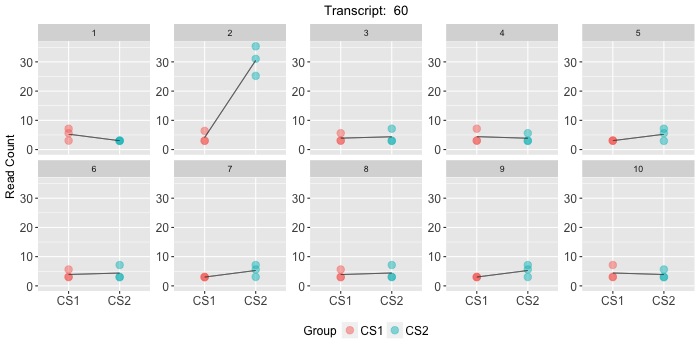 Transcript: 60
1 2 3 4 5
30
20
10
0
Read Count
6 7 8 9 10
30
20
10
0
CS1 CS2 CS1 CS2 CS1 CS2 CS1 CS2 CS1 CS2
Group CS1 CS2